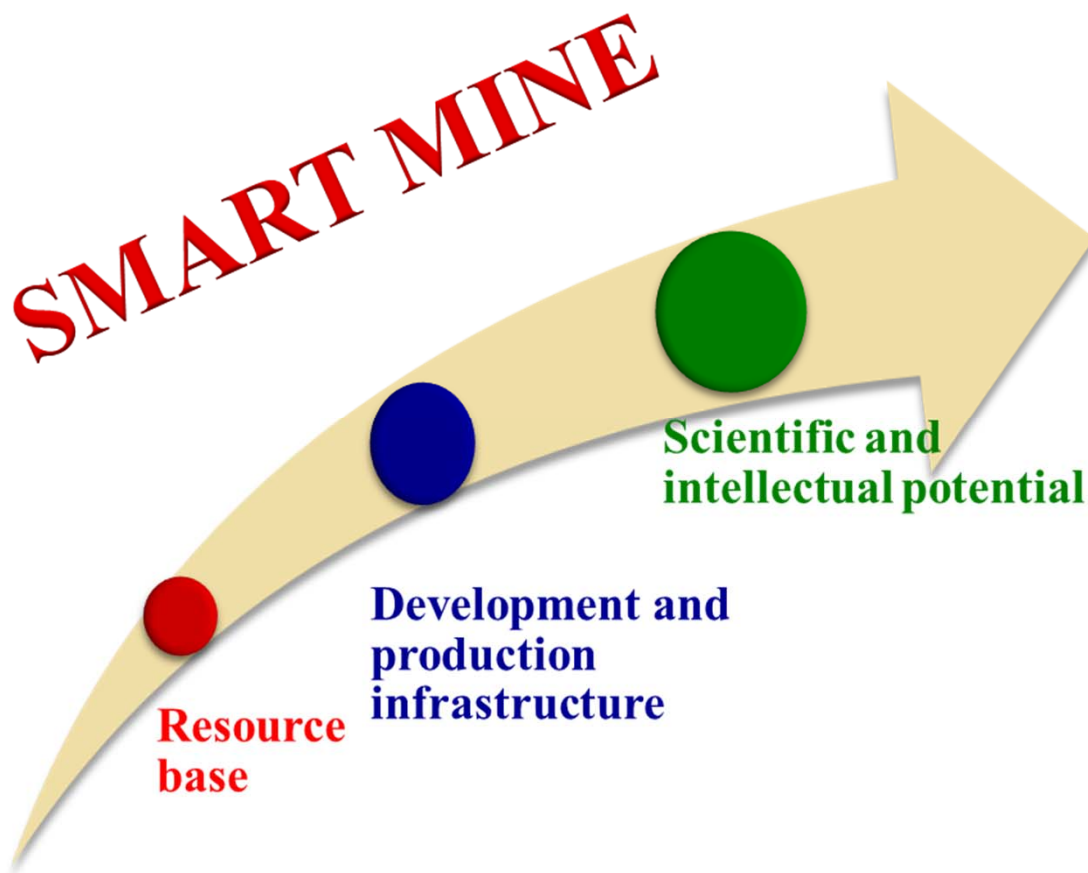 SMART MINE
Scientific and
intellectual potential
Development and
production
infrastructure
Resource
base